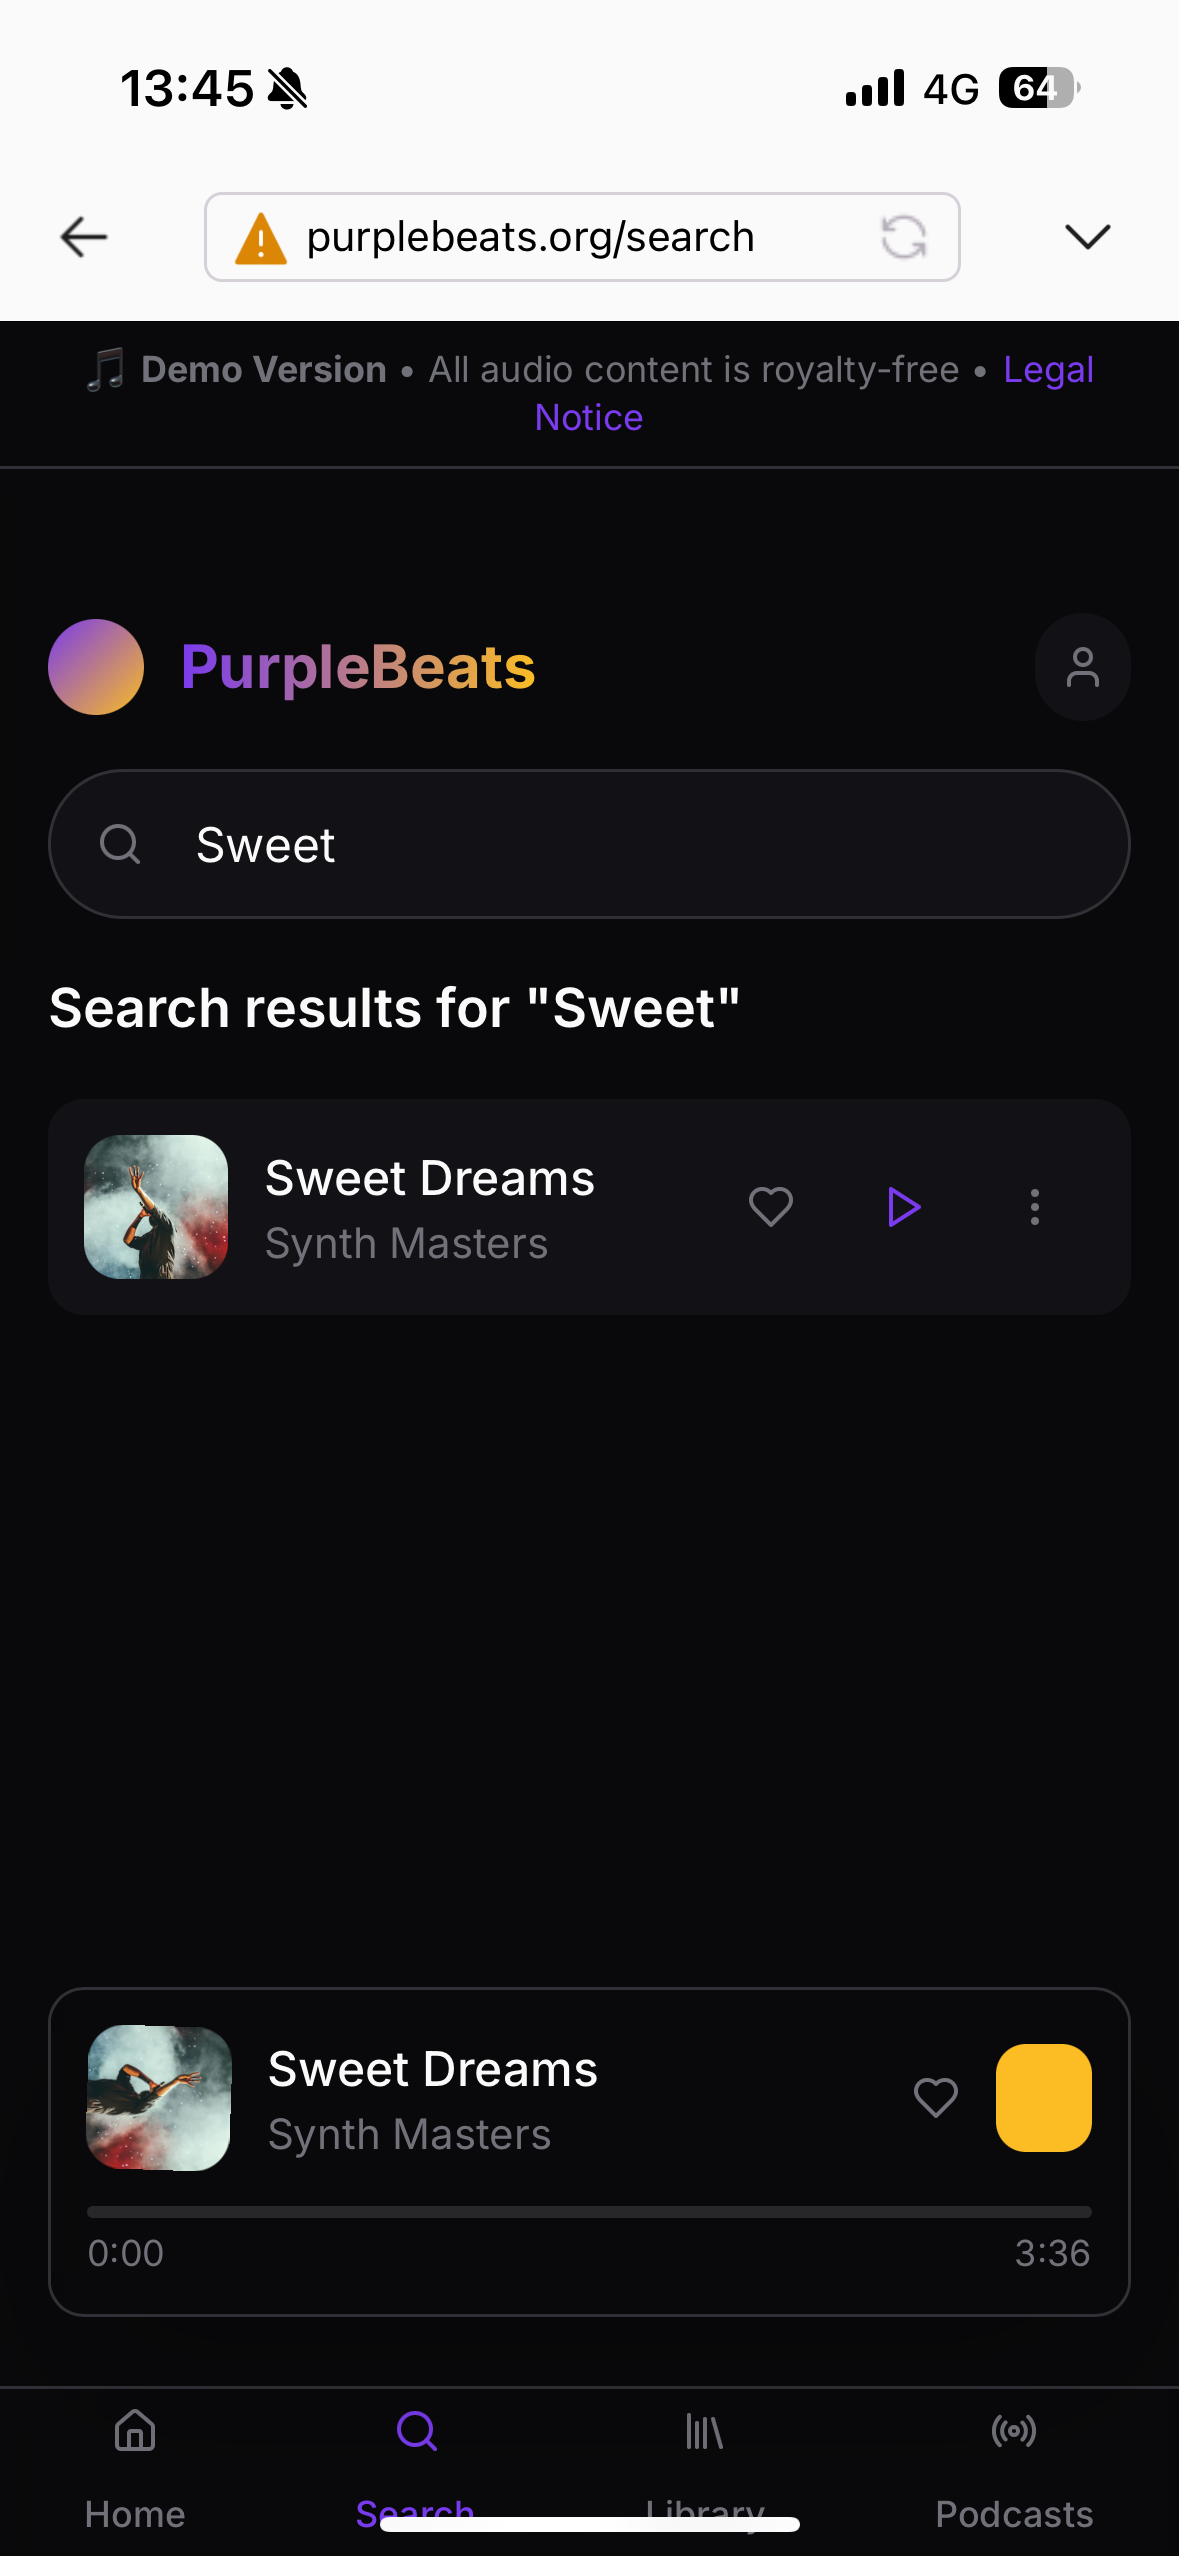 13:45
4G
64
purplebeats.org/search
🎵 Demo Version • All audio content is royalty-free • Legal
Notice
PurpleBeats
Sweet
Search results for "Sweet"
Sweet Dreams
Synth Masters
Sweet Dreams
Synth Masters
0:00
3:36
Home
Search
Library
Podcasts